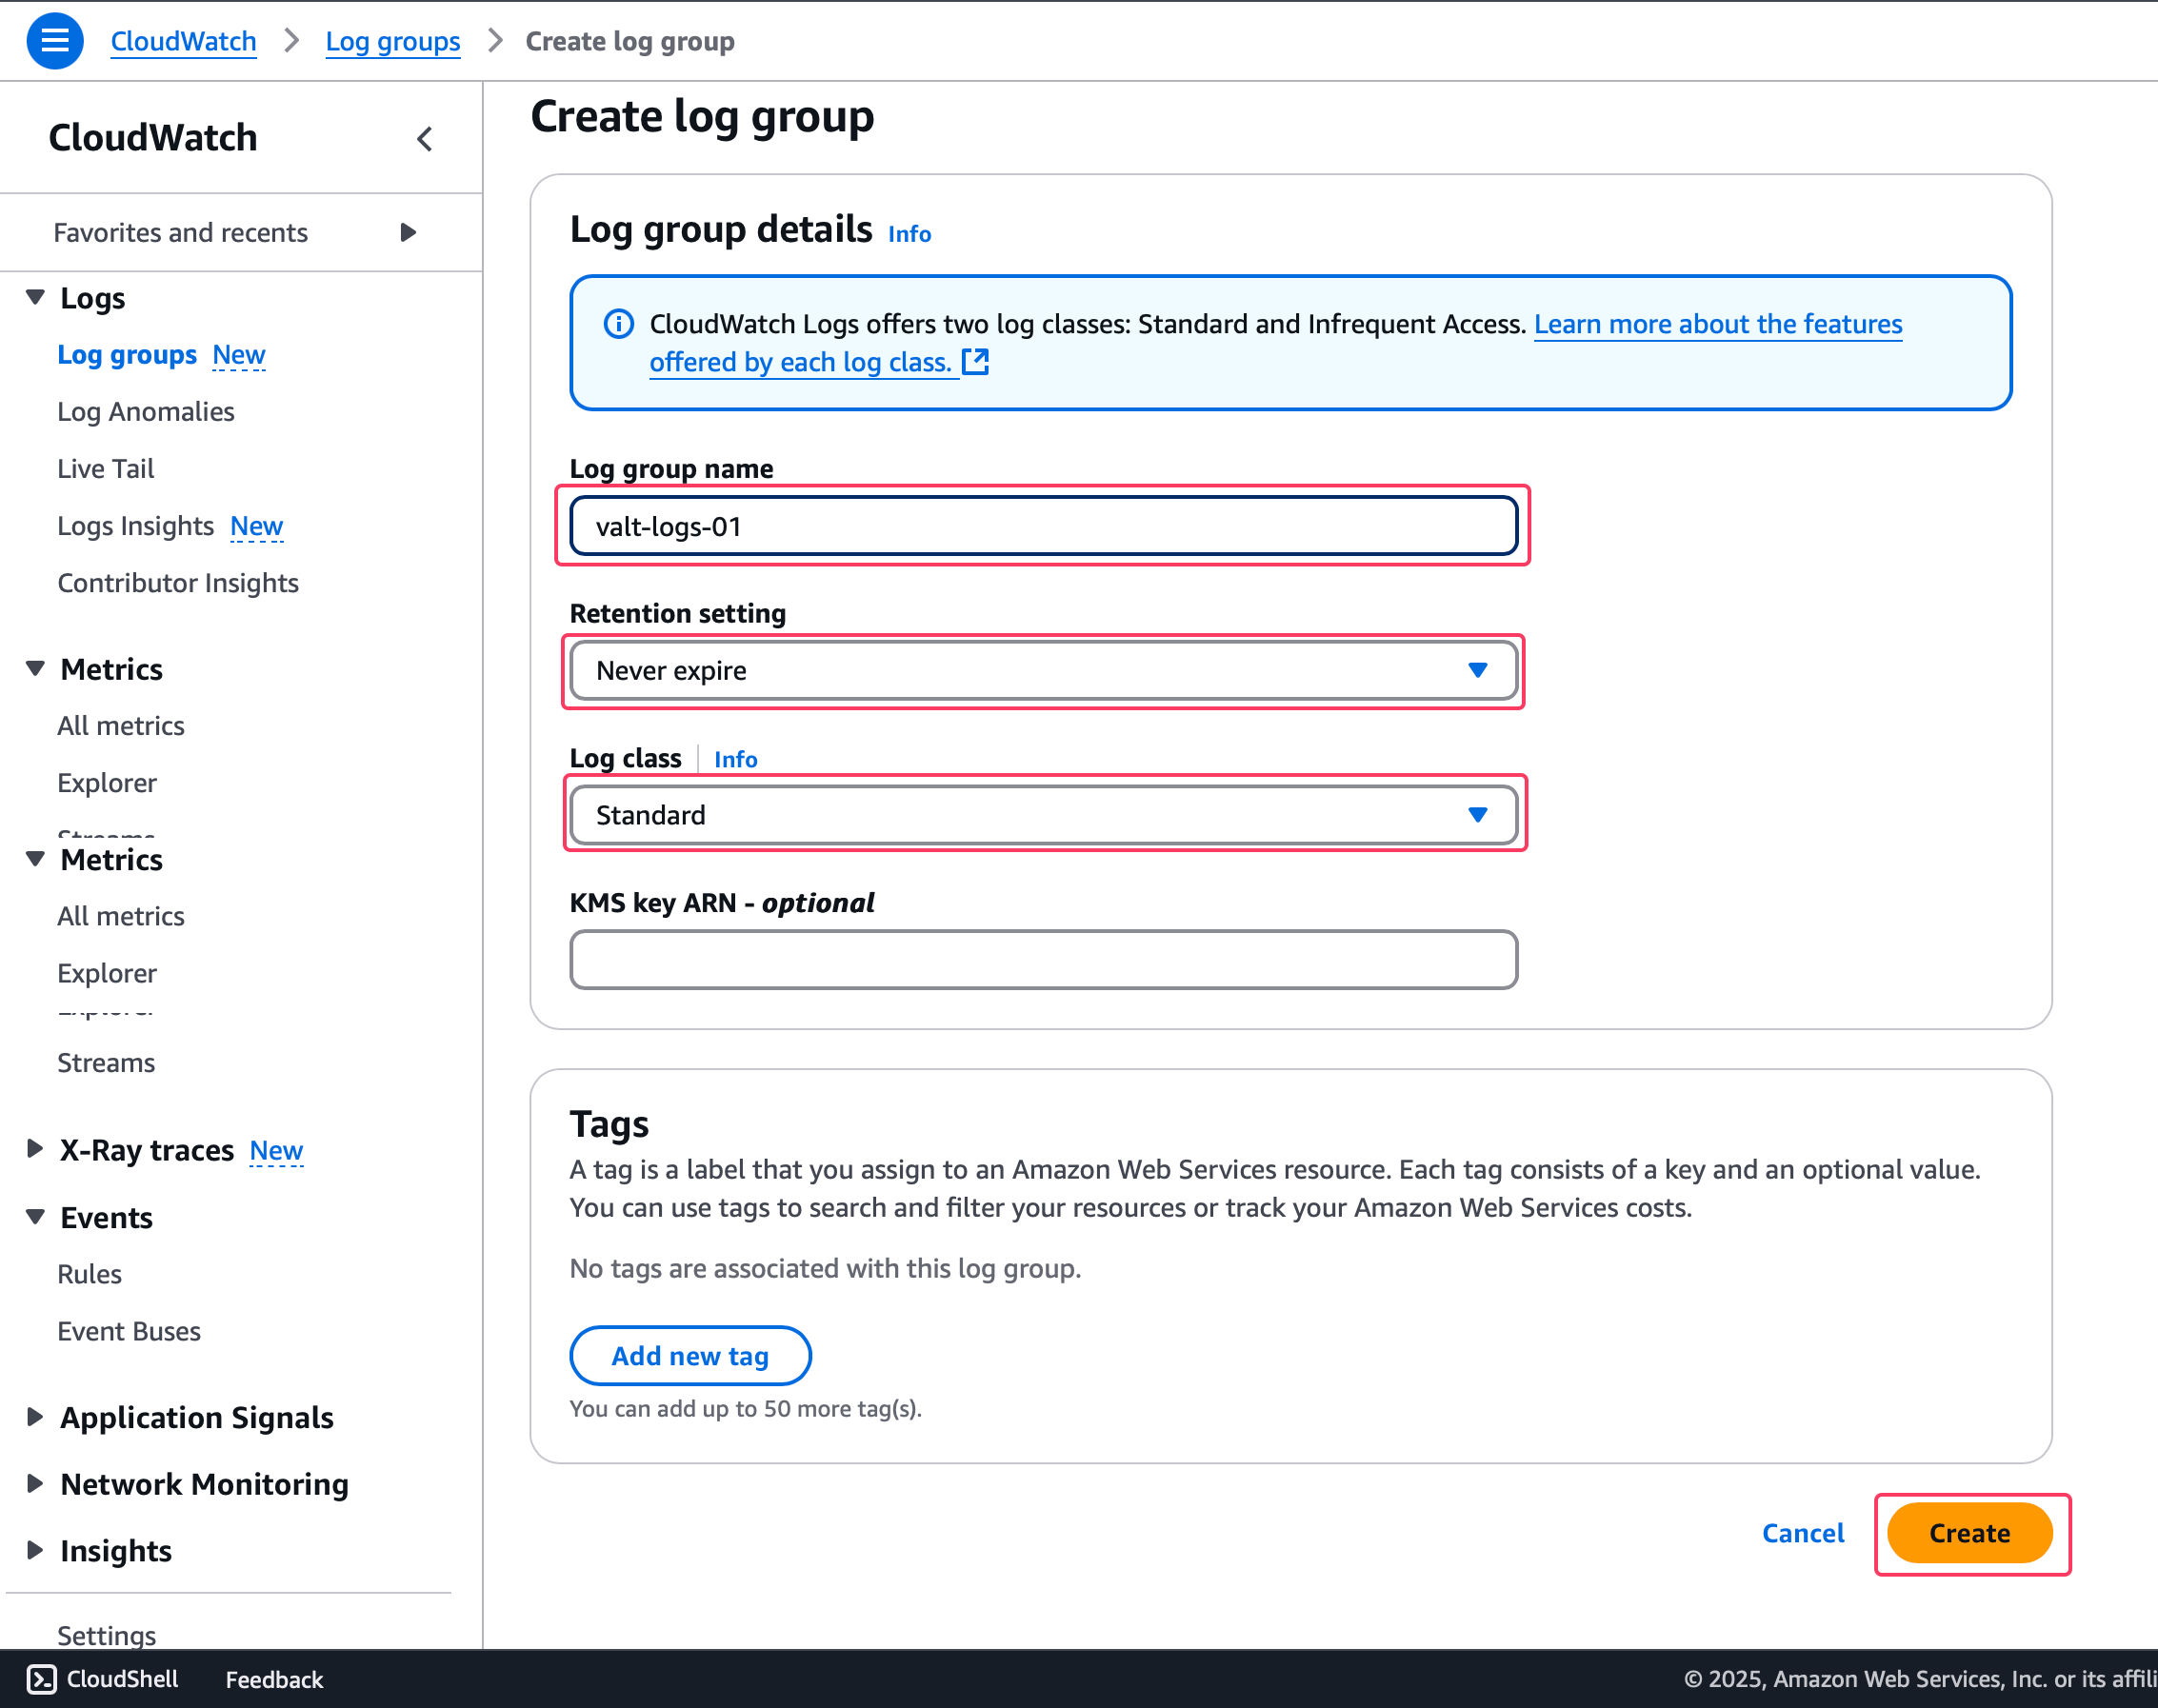 CloudWatch > Log groups > Create log group
CloudWatch
Favorites and recents
Logs
Log groups New
Log Anomalies
Live Tail
Logs Insights New
Contributor Insights
Metrics
All metrics
Explorer
Streams
Metrics
All metrics
Explorer
Explorer
Streams
X-Ray traces New
Events
Rules
Event Buses
Application Signals
Network Monitoring
Insights
Settings
Create log group
Log group details Info
CloudWatch Logs offers two log classes: Standard and Infrequent Access. Learn more about the features
offered by each log class.
Log group name
valt-logs-01
Retention setting
Never expire
Log class Info
Standard
KMS key ARN - optional
Tags
A tag is a label that you assign to an Amazon Web Services resource. Each tag consists of a key and an optional value.
You can use tags to search and filter your resources or track your Amazon Web Services costs.
No tags are associated with this log group.
Add new tag
You can add up to 50 more tag(s).
Cancel Create
CloudShell Feedback © 2025, Amazon Web Services, Inc. or its affili